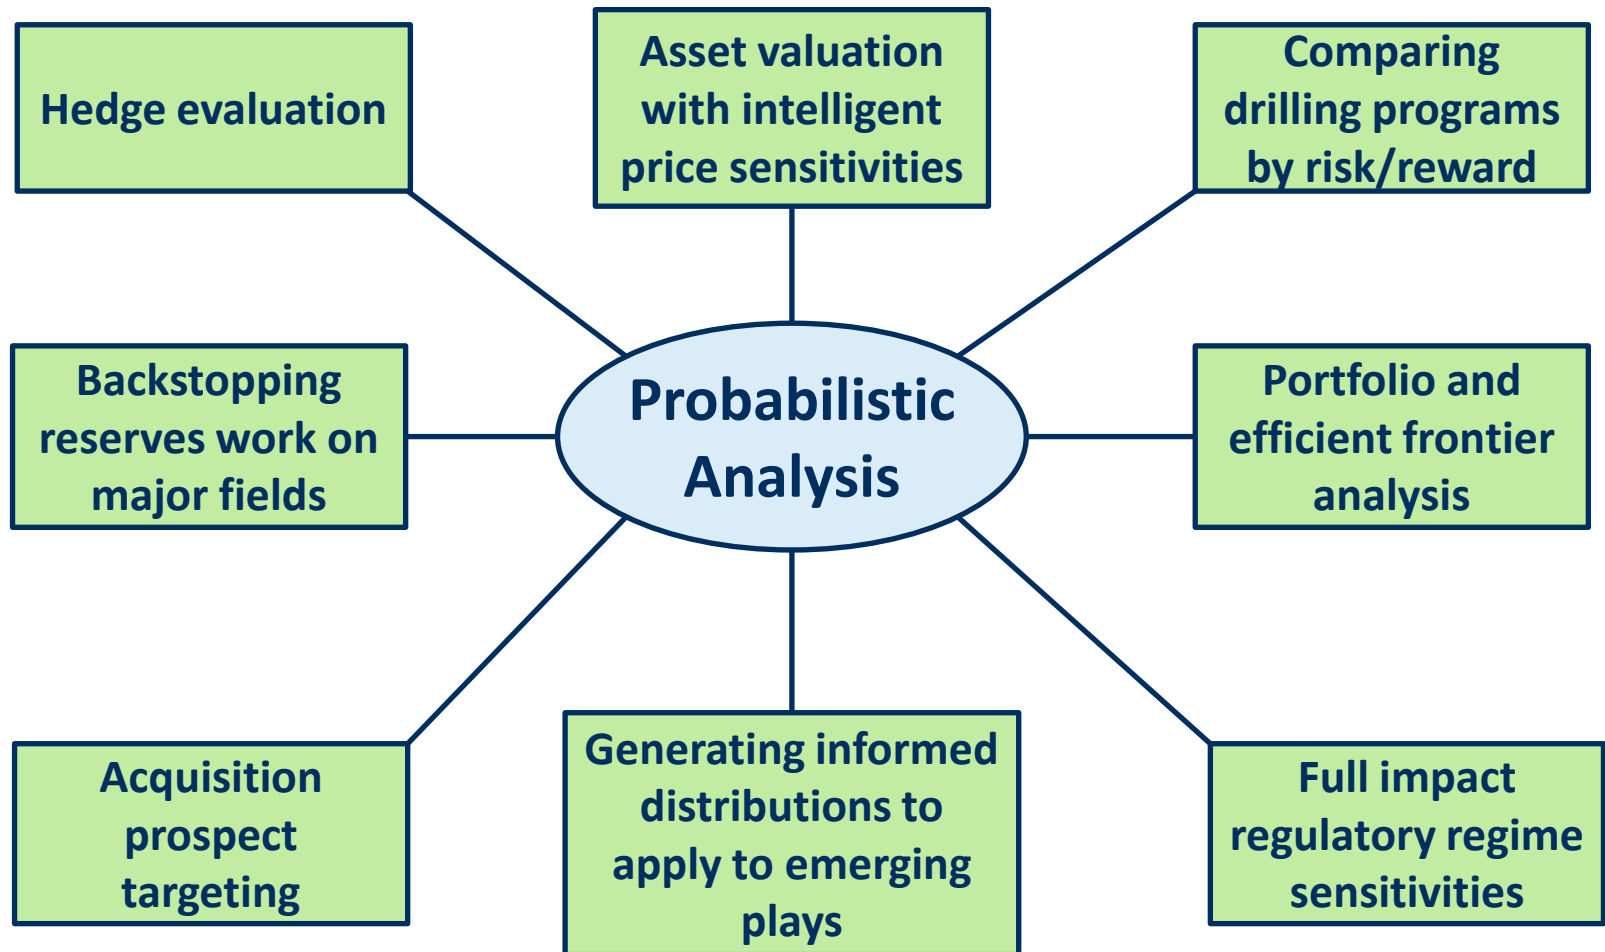 Hedge evaluation
Asset valuation
with intelligent
price sensitivities
Comparing
drilling programs
by risk/reward
Backstopping
reserves work on
major fields
Probabilistic
Analysis
Portfolio and
efficient frontier
analysis
Acquisition
prospect
targeting
Generating informed
distributions to
apply to emerging
plays
Full impact
regulatory regime
sensitivities